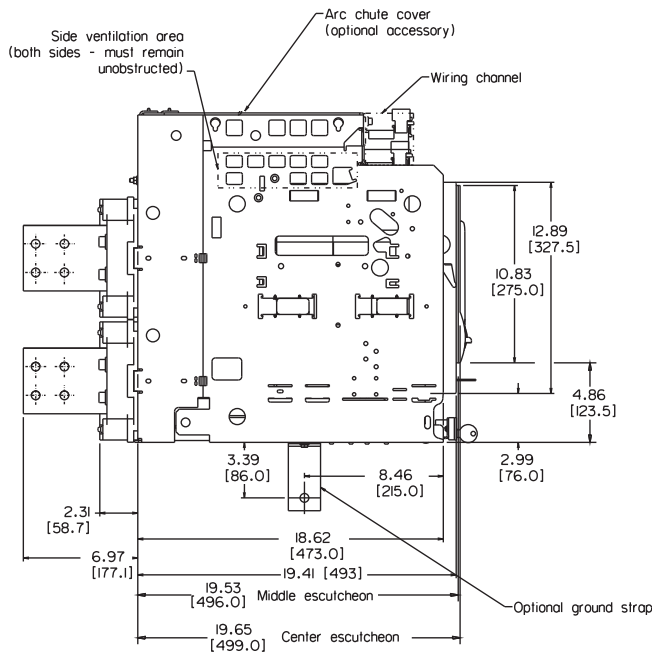 Arc chute cover
(optional accessory)
Side ventilation area
(both sides - must remain
unobstructed)
Wiring channel
12.89
[327.5]
10.83
[275.0]
4.86
[123.5]
3.39
[86.0]
8.46
[215.0]
2.99
[76.0]
2.31
[58.7]
18.62
[473.0]
6.97
[177.1]
19.41 [493]
19.53
[496.0]
Middle escutcheon
Optional ground strap
19.65
[499.0]
Center escutcheon